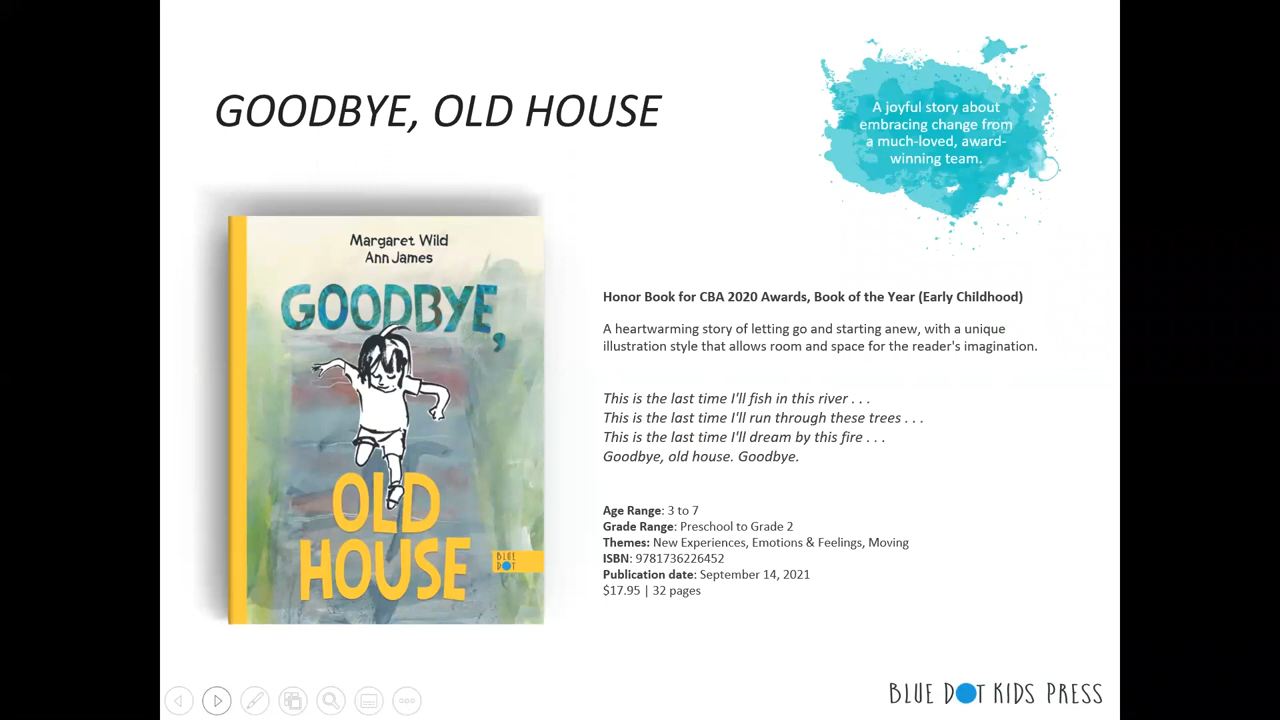 GOODBYE, OLD HOUSE
A joyful story about
embracing change from
a much-loved, award-
winning team.
Margaret Wild
Ann James
GOODBYE,
OLD
HOUSE
BLUE
DOT
Honor Book for CBA 2020 Awards, Book of the Year (Early Childhood)
A heartwarming story of letting go and starting anew, with a unique
illustration style that allows room and space for the reader's imagination.
This is the last time I'll fish in this river . . .
This is the last time I'll run through these trees . . .
This is the last time I'll dream by this fire . . .
Goodbye, old house. Goodbye.
Age Range: 3 to 7
Grade Range: Preschool to Grade 2
Themes: New Experiences, Emotions & Feelings, Moving
ISBN: 9781736226452
Publication date: September 14, 2021
$17.95 | 32 pages
BLUE DOT KIDS PRESS